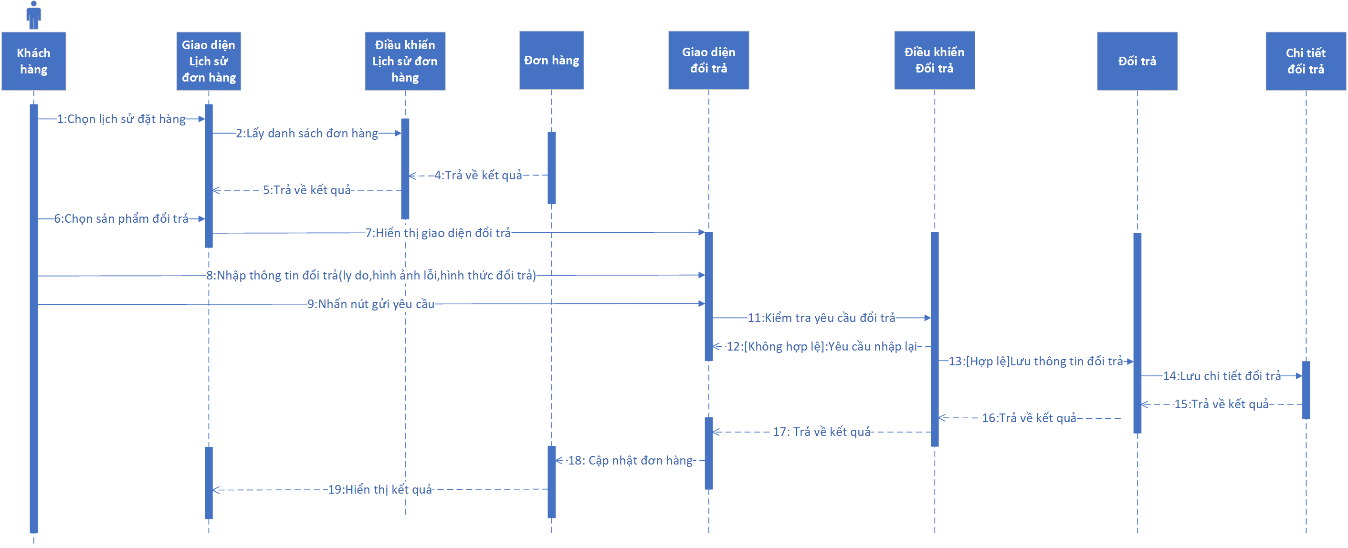 Khách
hàng
Giao diện
Lịch sử
đơn hàng
Điều khiển
Lịch sử đơn
hàng
Đơn hàng
Giao diện
đổi trả
Điều khiển
Đổi trả
Đổi trả
Chi tiết
đổi trả
1:Chọn lịch sử đặt hàng
2:Lấy danh sách đơn hàng
4:Trả về kết quả
5:Trả về kết quả
6:Chọn sản phẩm đổi trả
7:Hiển thị giao diện đổi trả
8:Nhập thông tin đổi trả(ly do,hình ảnh lỗi,hình thức đổi trả)
9:Nhấn nút gửi yêu cầu
11:Kiểm tra yêu cầu đổi trả
12:[Không hợp lệ]:Yêu cầu nhập lại
13:[Hợp lệ]Lưu thông tin đổi trả
14:Lưu chi tiết đổi trả
15:Trả về kết quả
16:Trả về kết quả
17: Trả về kết quả
18: Cập nhật đơn hàng
19:Hiển thị kết quả